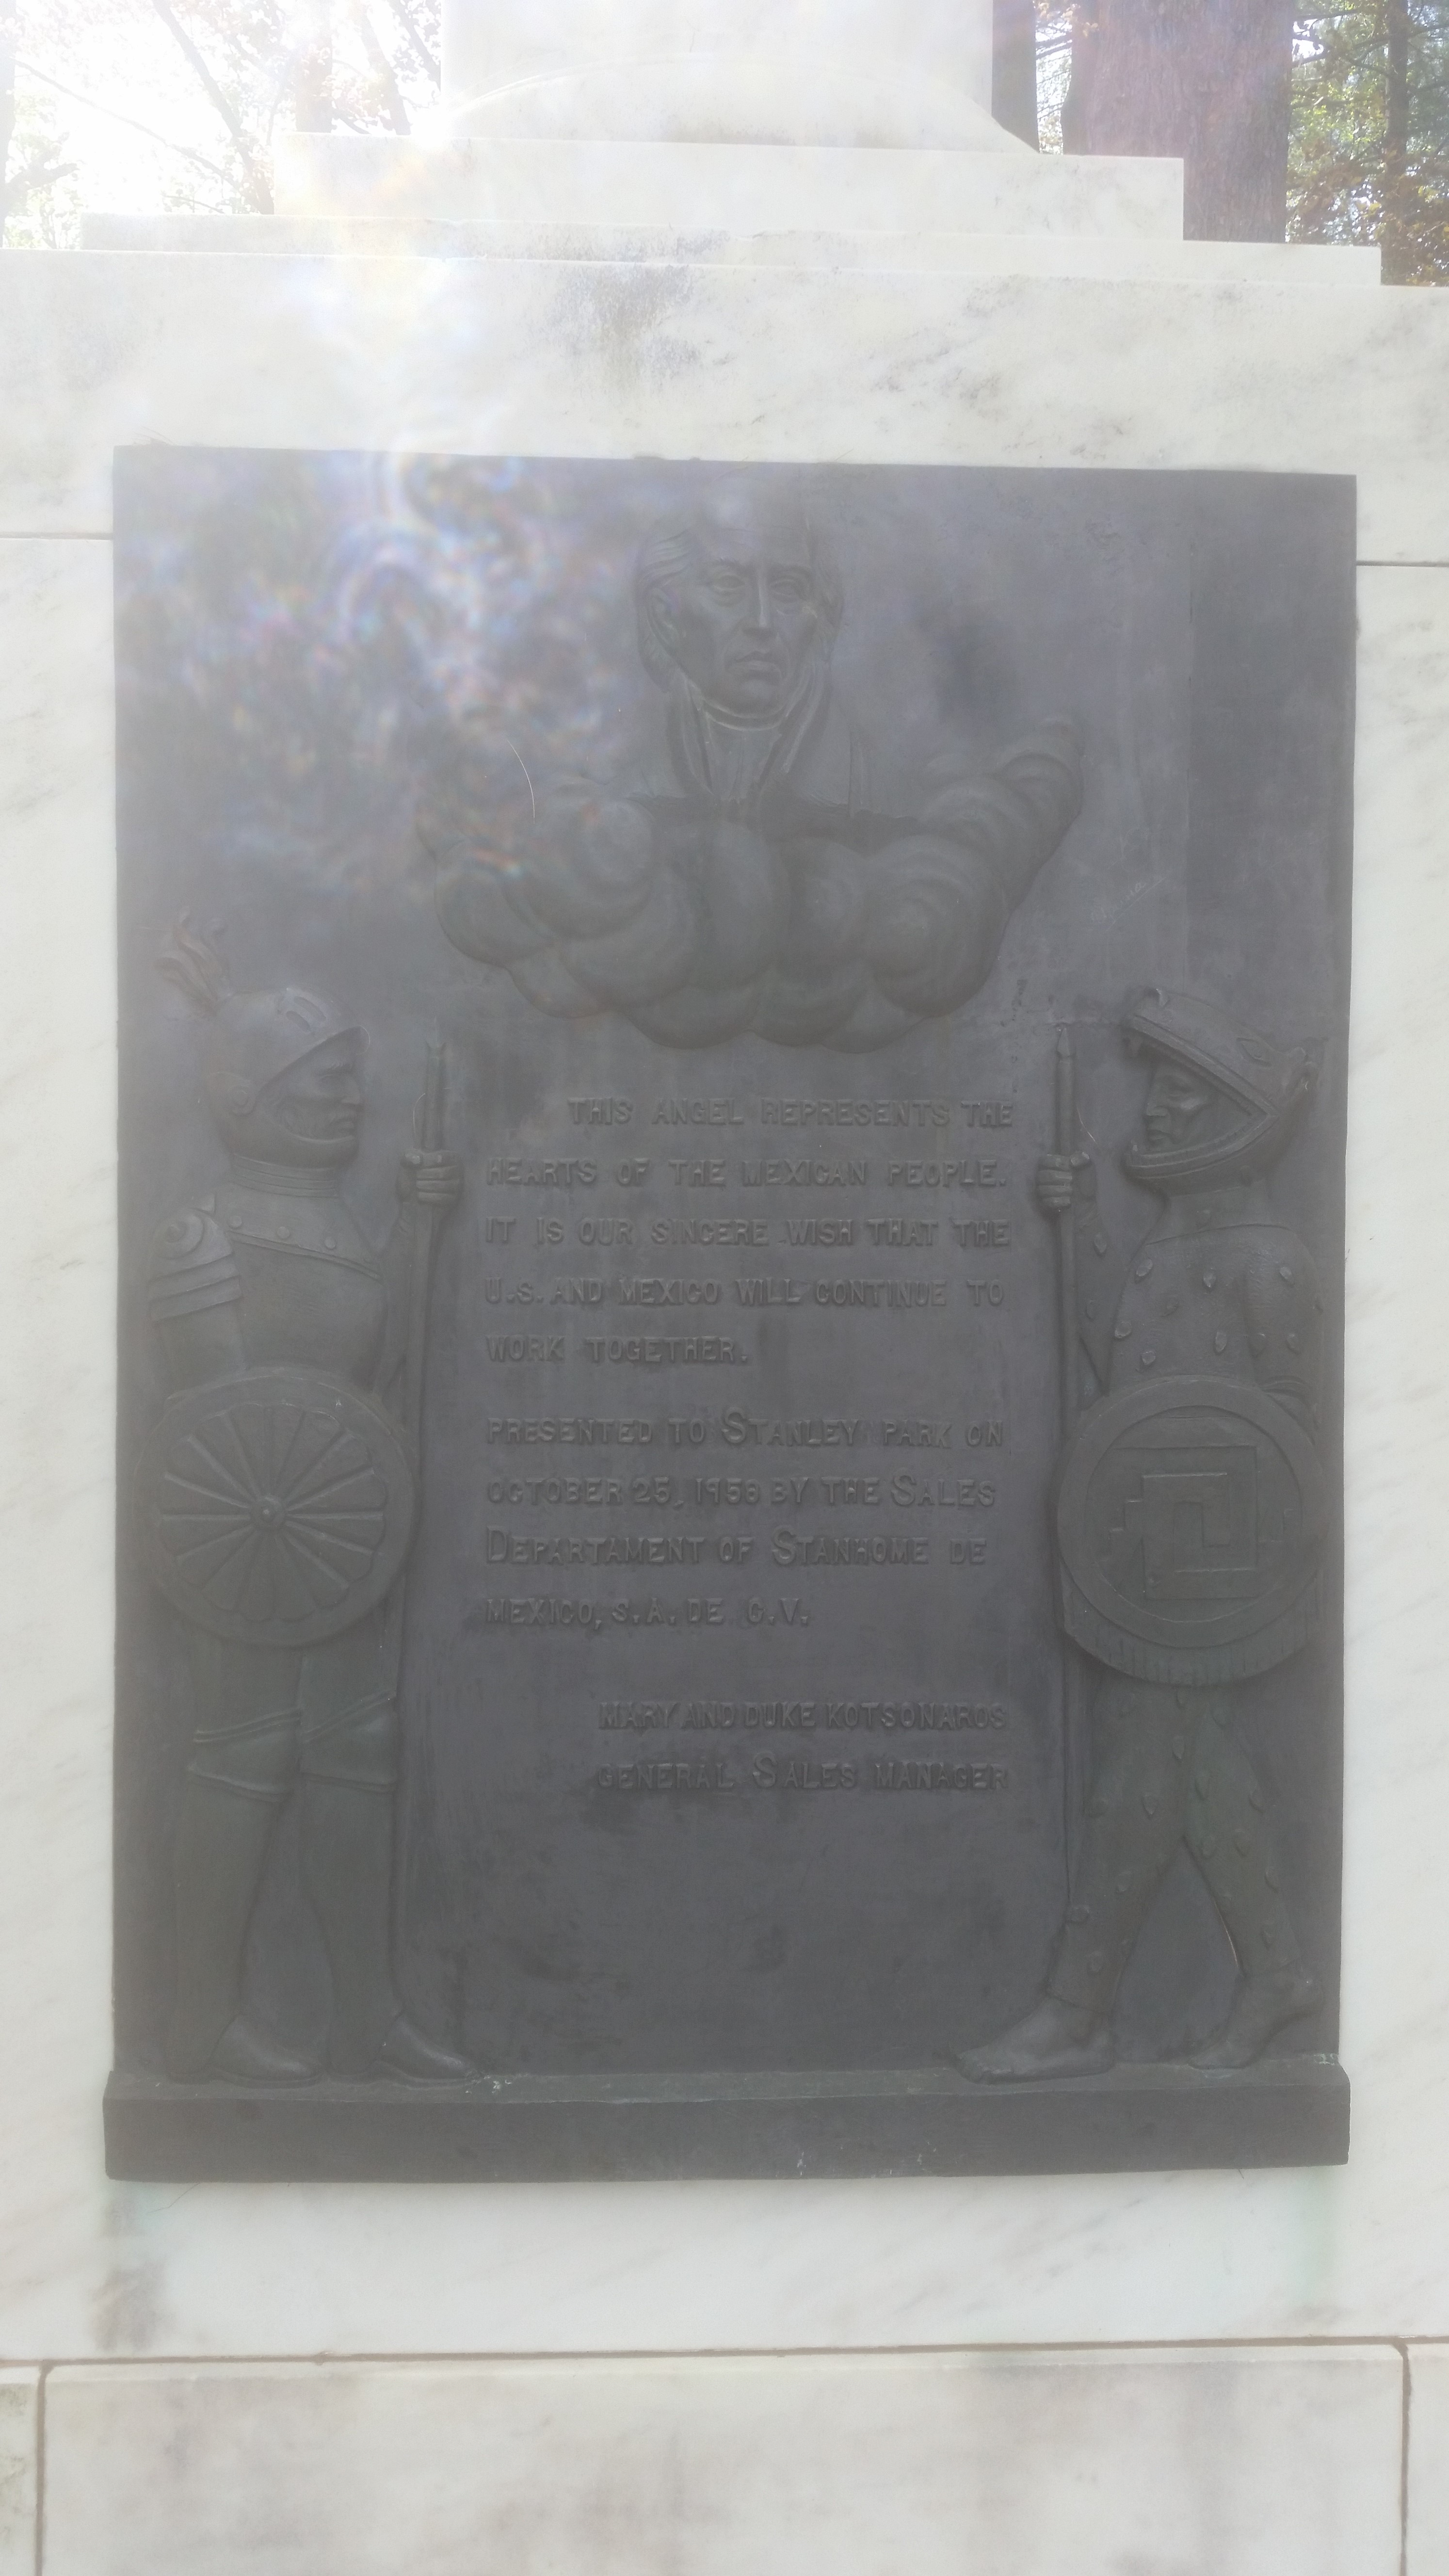 THIS ANGEL REPRESENTS THE
HEARTS OF THE MEXICAN PEOPLE.
IT IS OUR SINCERE WISH THAT THE
U.S. AND MEXICO WILL CONTINUE TO
WORK TOGETHER.
PRESENTED TO STANLEY PARK ON
OCTOBER 25, 1958 BY THE SALES
DEPARTAMENT OF STANHOME DE
MEXICO, S.A. DE C.V.
MARY AND DUKE KOTSONAROS
GENERAL SALES MANAGER